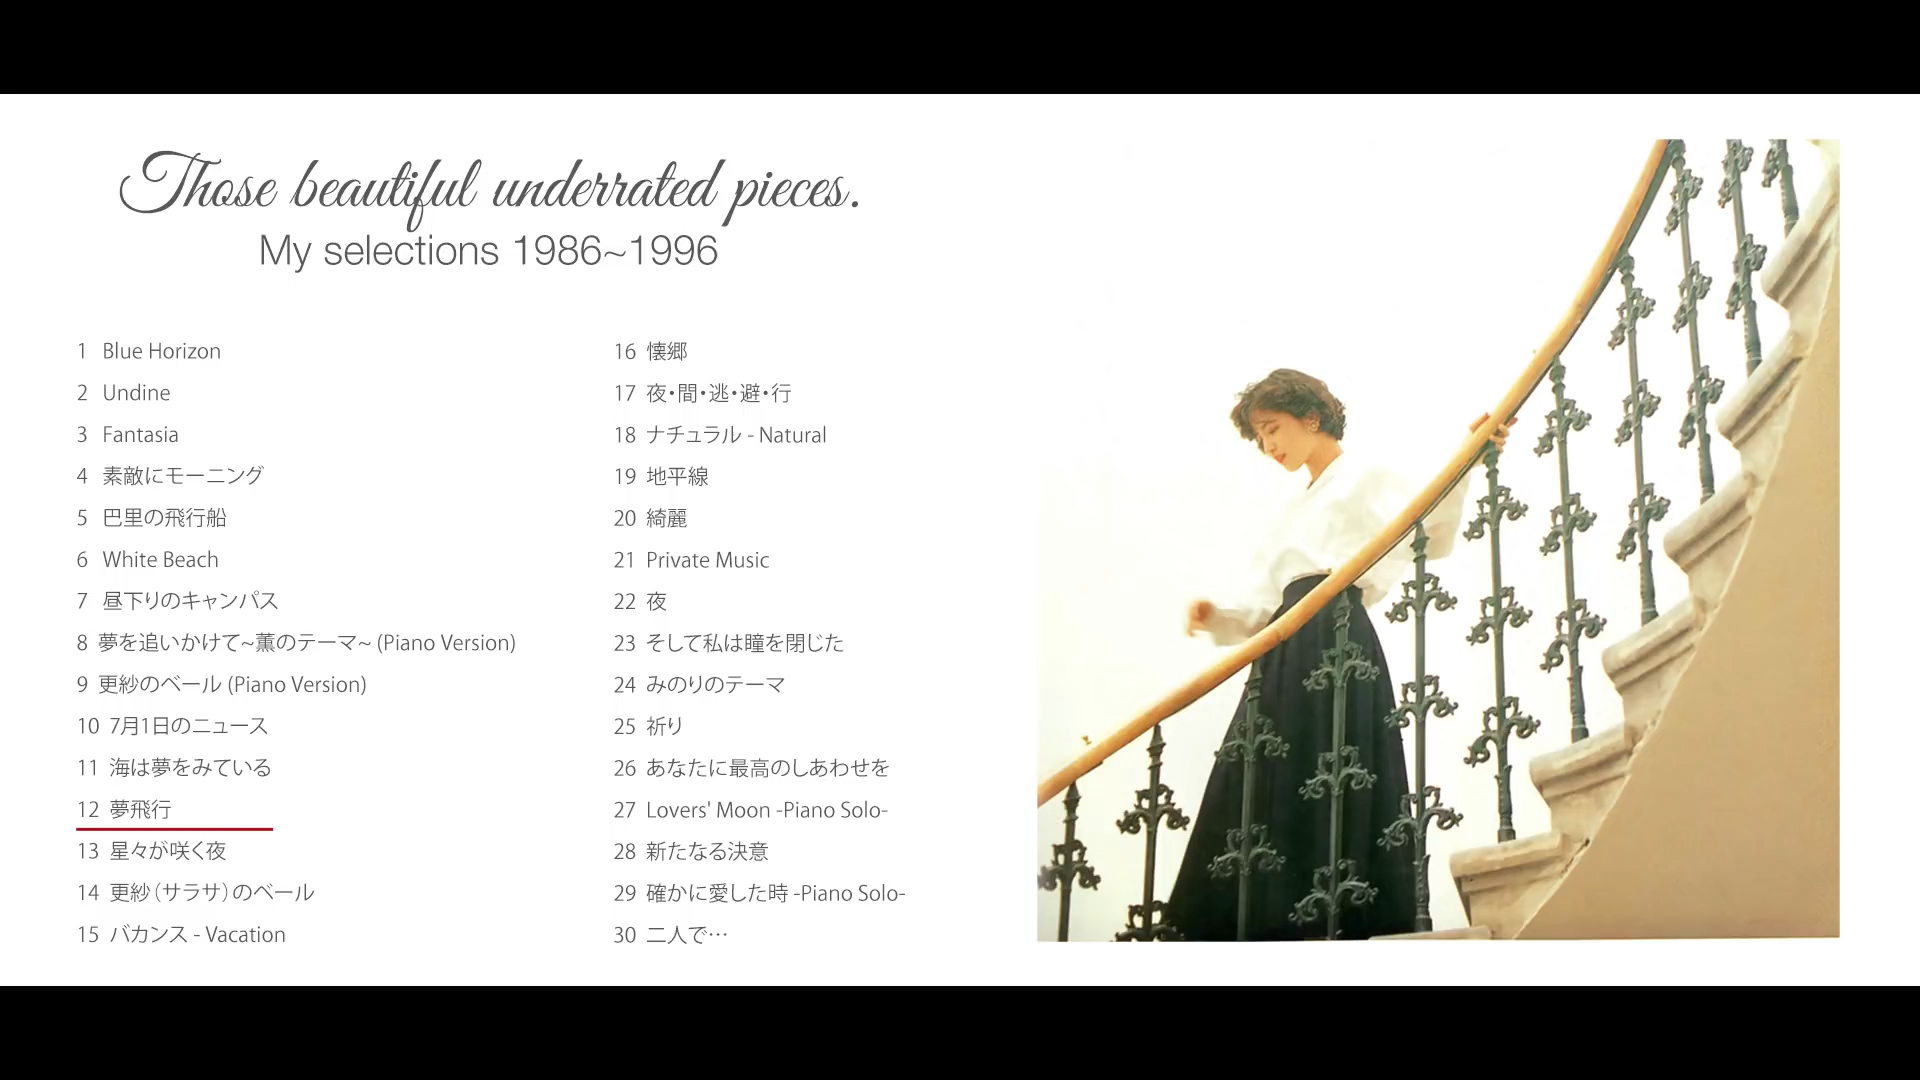 Those beautiful underrated pieces.
My selections 1986~1996
1 Blue Horizon
2 Undine
3 Fantasia
4 素敵にモーニング
5 巴里の飛行船
6 White Beach
7 昼下りのキャンパス
8 夢を追いかけて~薫のテーマ~ (Piano Version)
9 更紗のベール (Piano Version)
10 7月1日のニュース
11 海は夢をみている
12 夢飛行
13 星々が咲く夜
14 更紗（サラサ）のベール
15 バカンス - Vacation
16 懐郷
17 夜・間・逃・避・行
18 ナチュラル - Natural
19 地平線
20 綺麗
21 Private Music
22 夜
23 そして私は瞳を閉じた
24 みのりのテーマ
25 祈り
26 あなたに最高のしあわせを
27 Lovers' Moon -Piano Solo-
28 新たなる決意
29 確かに愛した時 -Piano Solo-
30 二人で…